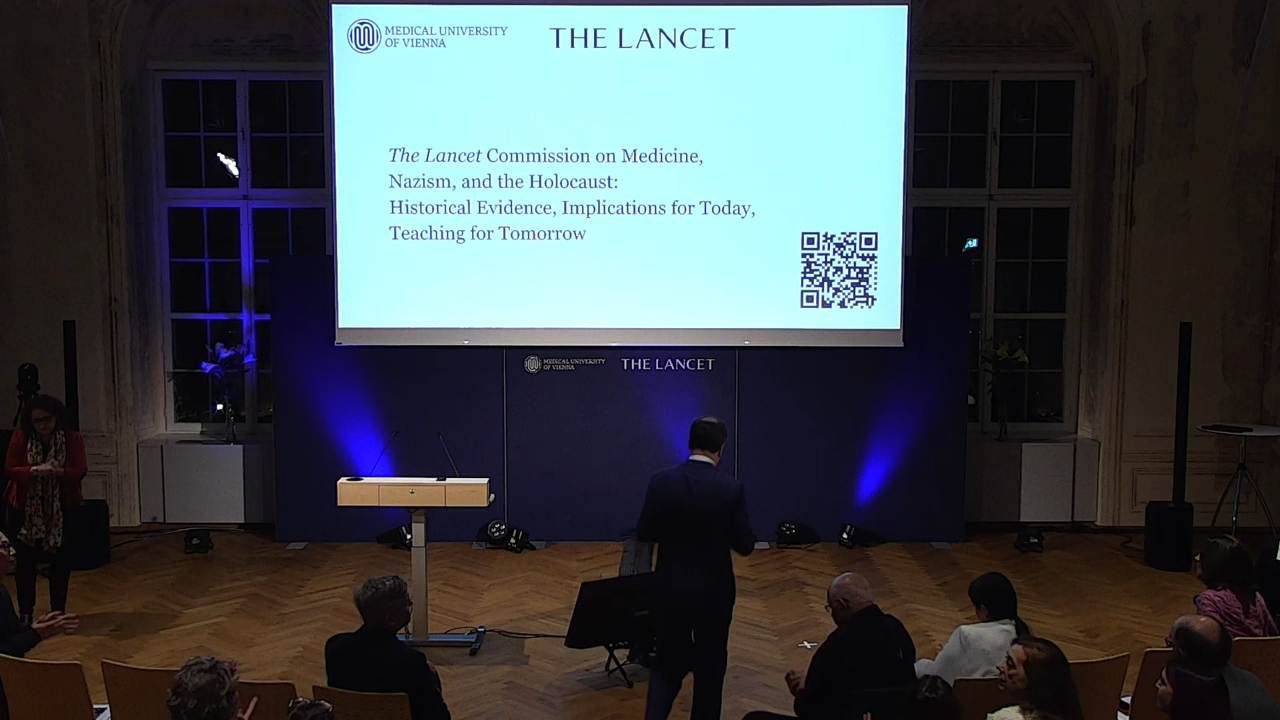 MEDICAL UNIVERSITY
OF VIENNA
THE LANCET
The Lancet Commission on Medicine,
Nazism, and the Holocaust:
Historical Evidence, Implications for Today,
Teaching for Tomorrow
MEDICAL UNIVERSITY
OF VIENNA
THE LANCET